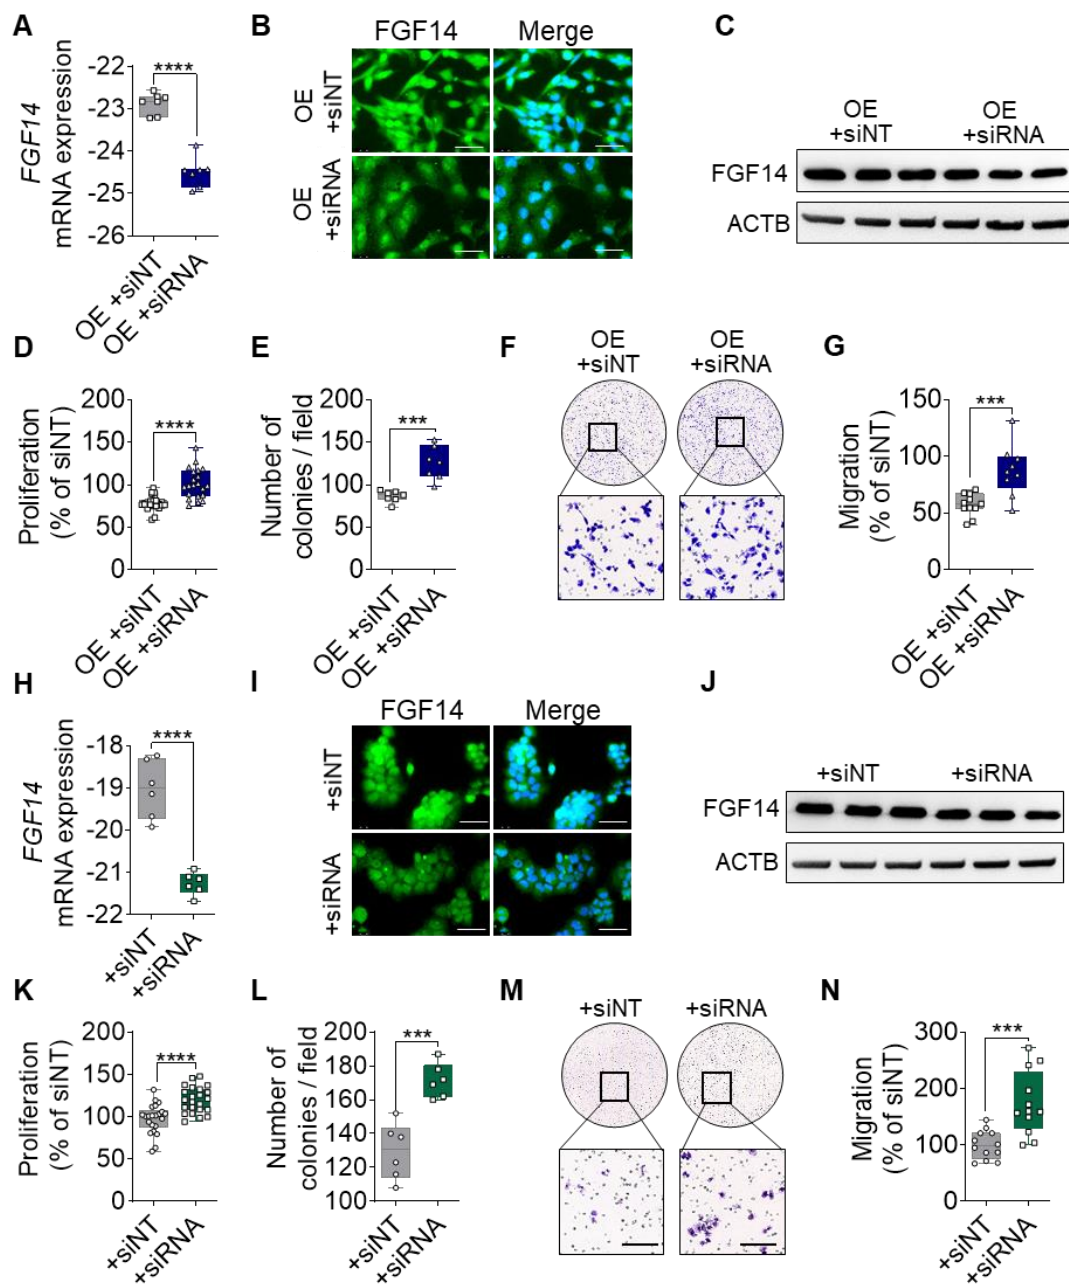 A
FGF14
mRNA expression
-22
-23
-24
-25
-26
****
OE +siNT
OE +siRNA
B
FGF14
Merge
OE
+siNT
OE
+siRNA
C
OE
+siNT
OE
+siRNA
FGF14
ACTB
D
Proliferation
(% of siNT)
200
150
100
50
0
****
OE +siNT
OE +siRNA
E
Number of
colonies / field
200
150
100
50
0
***
OE +siNT
OE +siRNA
F
OE
+siNT
OE
+siRNA
G
Migration
(% of siNT)
150
100
50
0
***
OE +siNT
OE +siRNA
H
FGF14
mRNA expression
-18
-19
-20
-21
-22
****
+siNT
+siRNA
I
FGF14
Merge
+siNT
+siRNA
J
+siNT
+siRNA
FGF14
ACTB
K
Proliferation
(% of siNT)
200
150
100
50
0
****
+siNT
+siRNA
L
Number of
colonies / field
200
180
160
140
120
100
***
+siNT
+siRNA
M
+siNT
+siRNA
N
Migration
(% of siNT)
300
200
100
0
***
+siNT
+siRNA